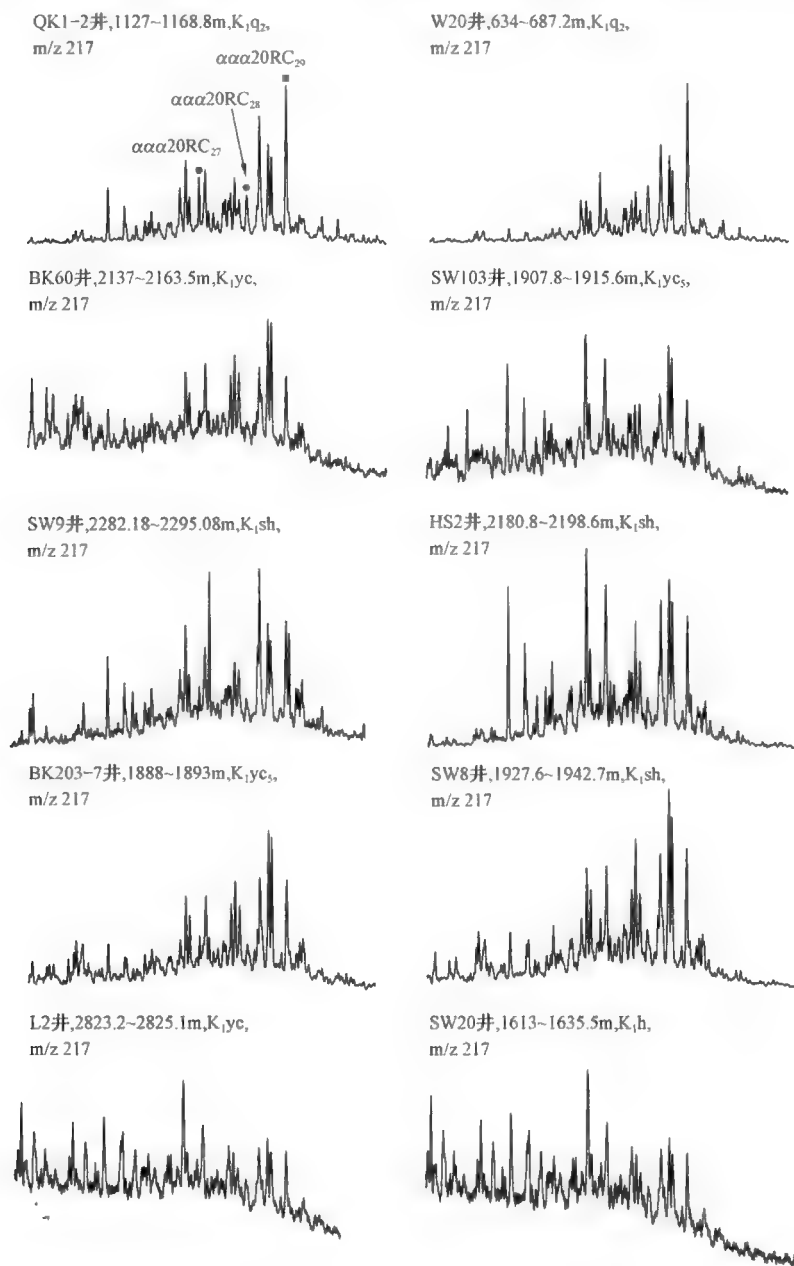 QK1-2井,1127~1168.8m,K₁q₂,
m/z 217
ααα20RC₂₉
ααα20RC₂₈
ααα20RC₂₇
W20井,634~687.2m,K₁q₂,
m/z 217
BK60井,2137~2163.5m,K₁yc,
m/z 217
SW103井,1907.8~1915.6m,K₁yc₅,
m/z 217
SW9井,2282.18~2295.08m,K₁sh,
m/z 217
HS2井,2180.8~2198.6m,K₁sh,
m/z 217
BK203-7井,1888~1893m,K₁yc₅,
m/z 217
SW8井,1927.6~1942.7m,K₁sh,
m/z 217
L2井,2823.2~2825.1m,K₁yc,
m/z 217
SW20井,1613~1635.5m,K₁h,
m/z 217